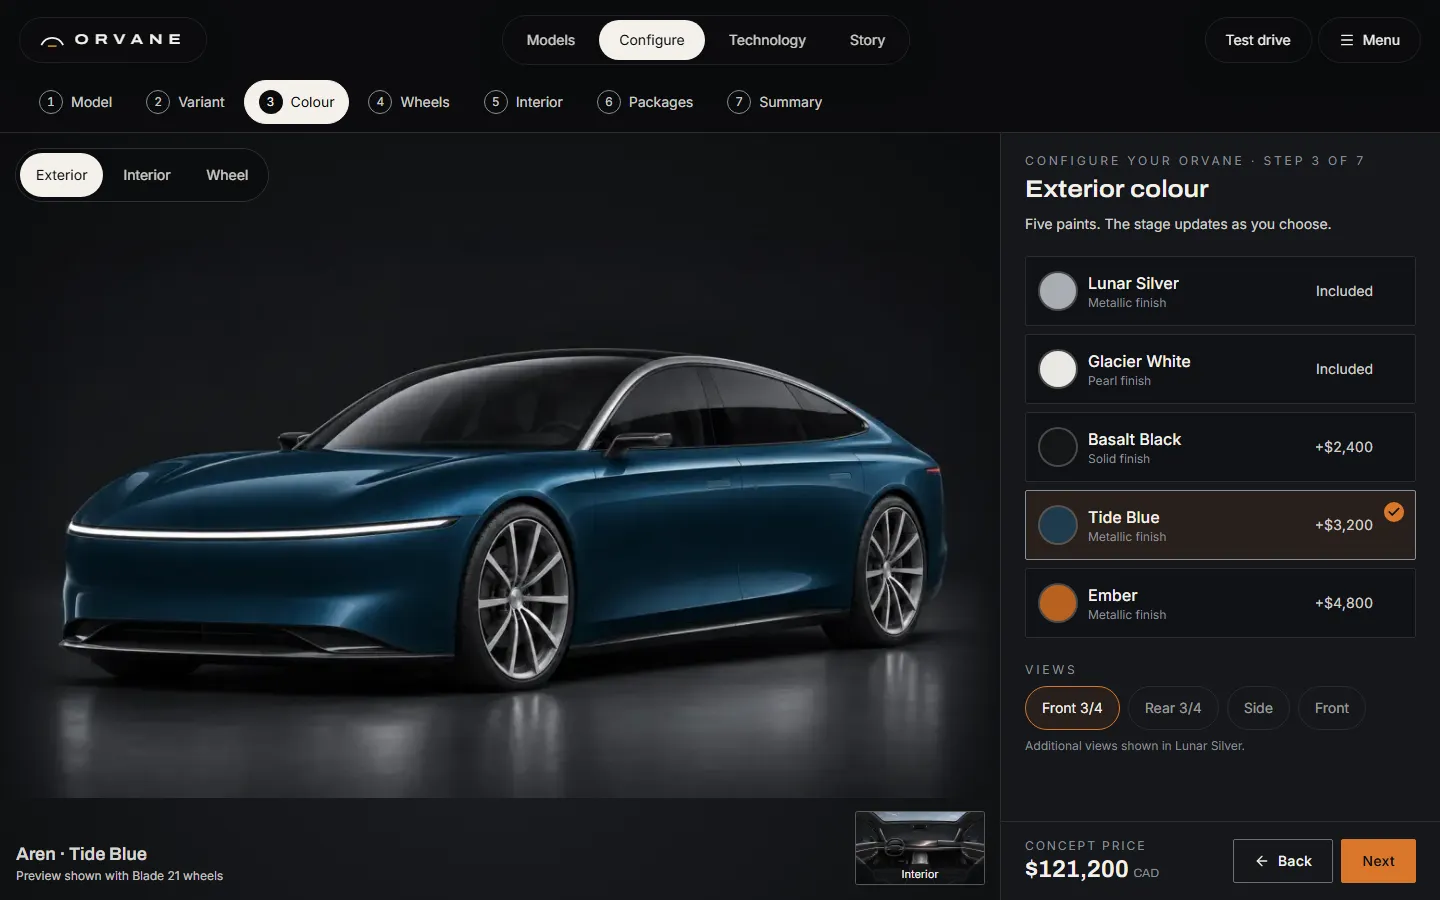 ORVANE
Models
Configure
Technology
Story
Test drive
Menu
1 Model
2 Variant
3 Colour
4 Wheels
5 Interior
6 Packages
7 Summary
Exterior
Interior
Wheel
CONFIGURE YOUR ORVANE · STEP 3 OF 7
Exterior colour
Five paints. The stage updates as you choose.
Lunar Silver
Metallic finish
Included
Glacier White
Pearl finish
Included
Basalt Black
Solid finish
+$2,400
Tide Blue
Metallic finish
+$3,200
Ember
Metallic finish
+$4,800
VIEWS
Front 3/4
Rear 3/4
Side
Front
Additional views shown in Lunar Silver.
Aren · Tide Blue
Preview shown with Blade 21 wheels
Interior
CONCEPT PRICE
$121,200 CAD
Back
Next